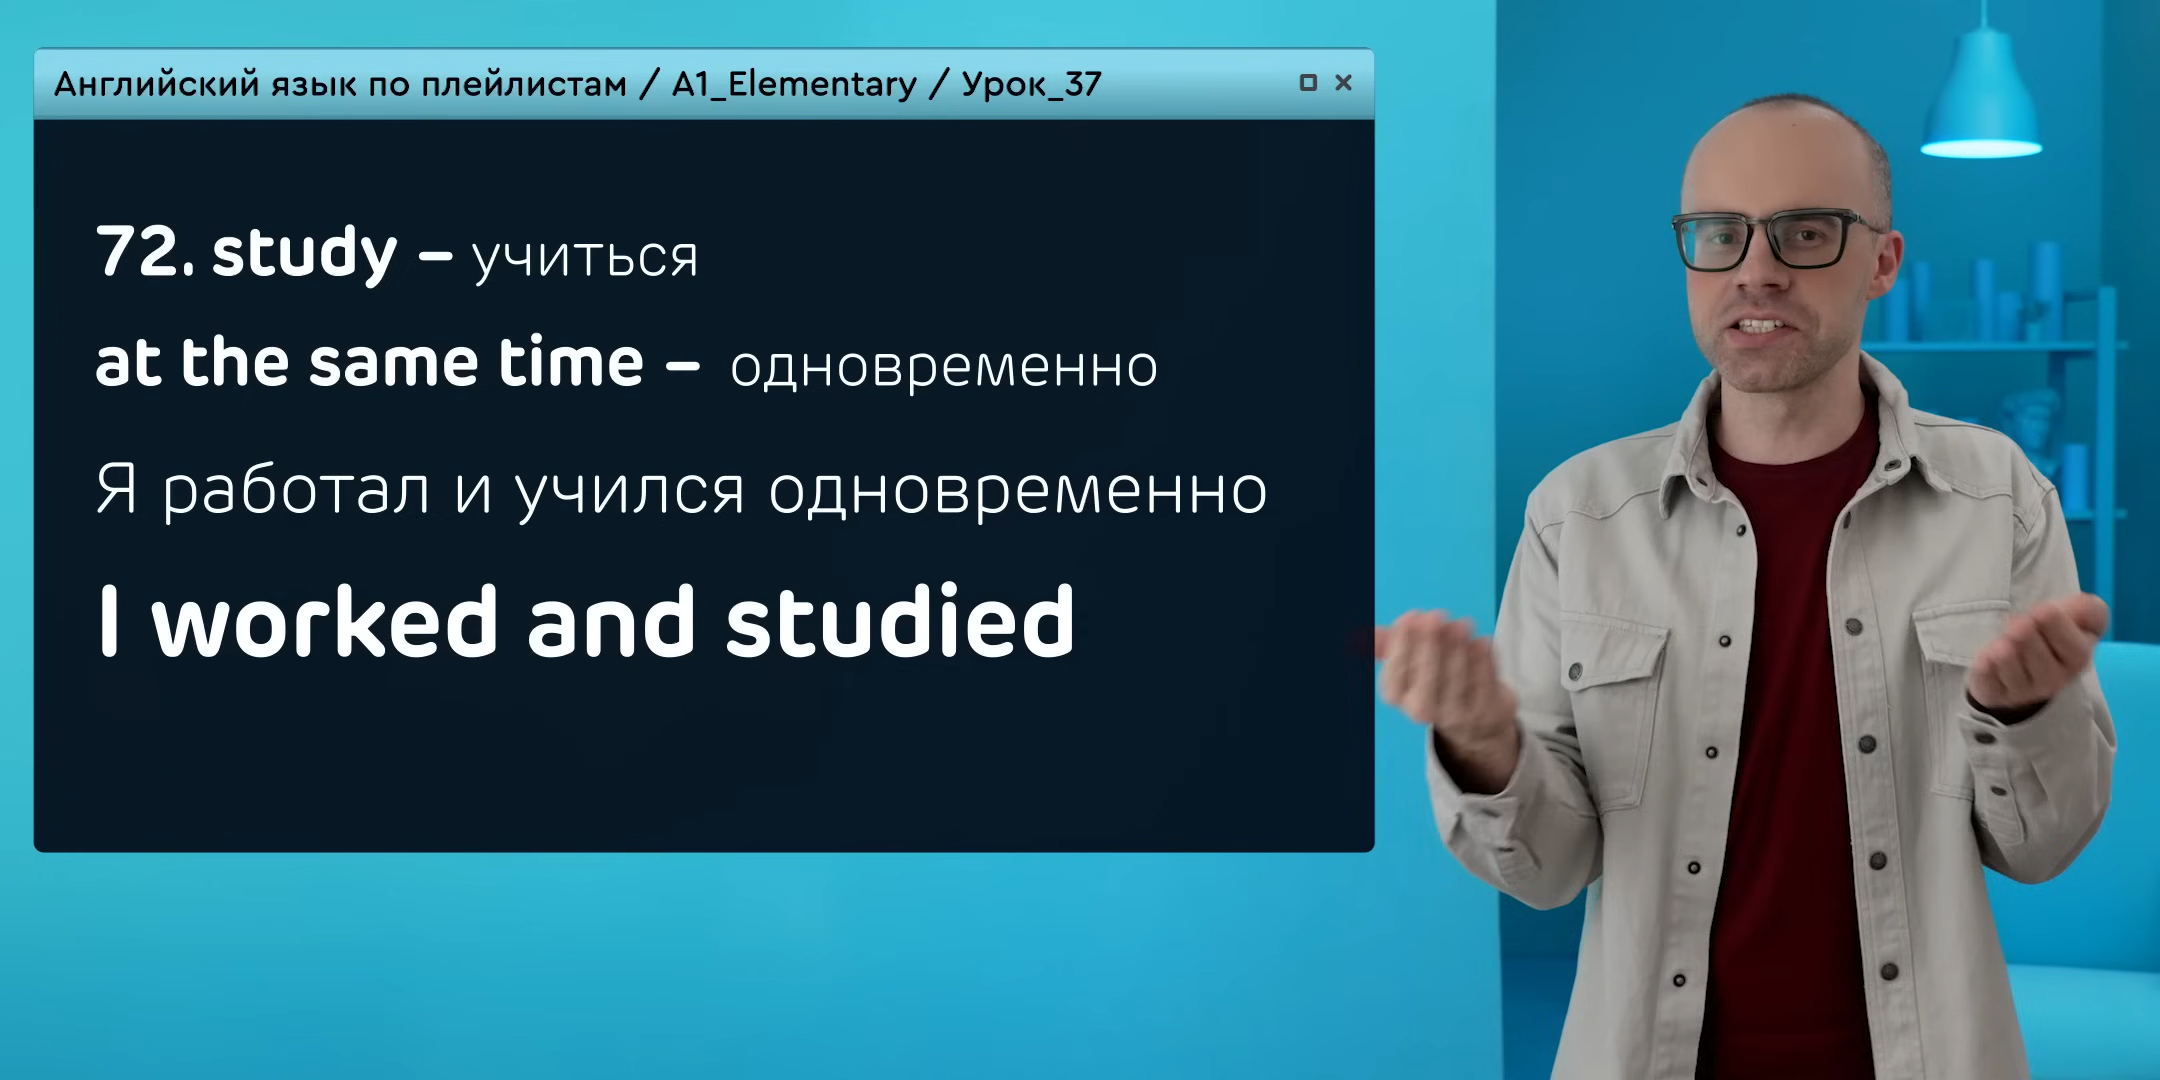 Английский язык по плейлистам / A1_Elementary / Урок_37
72. study – учиться
at the same time – одновременно
Я работал и учился одновременно
I worked and studied